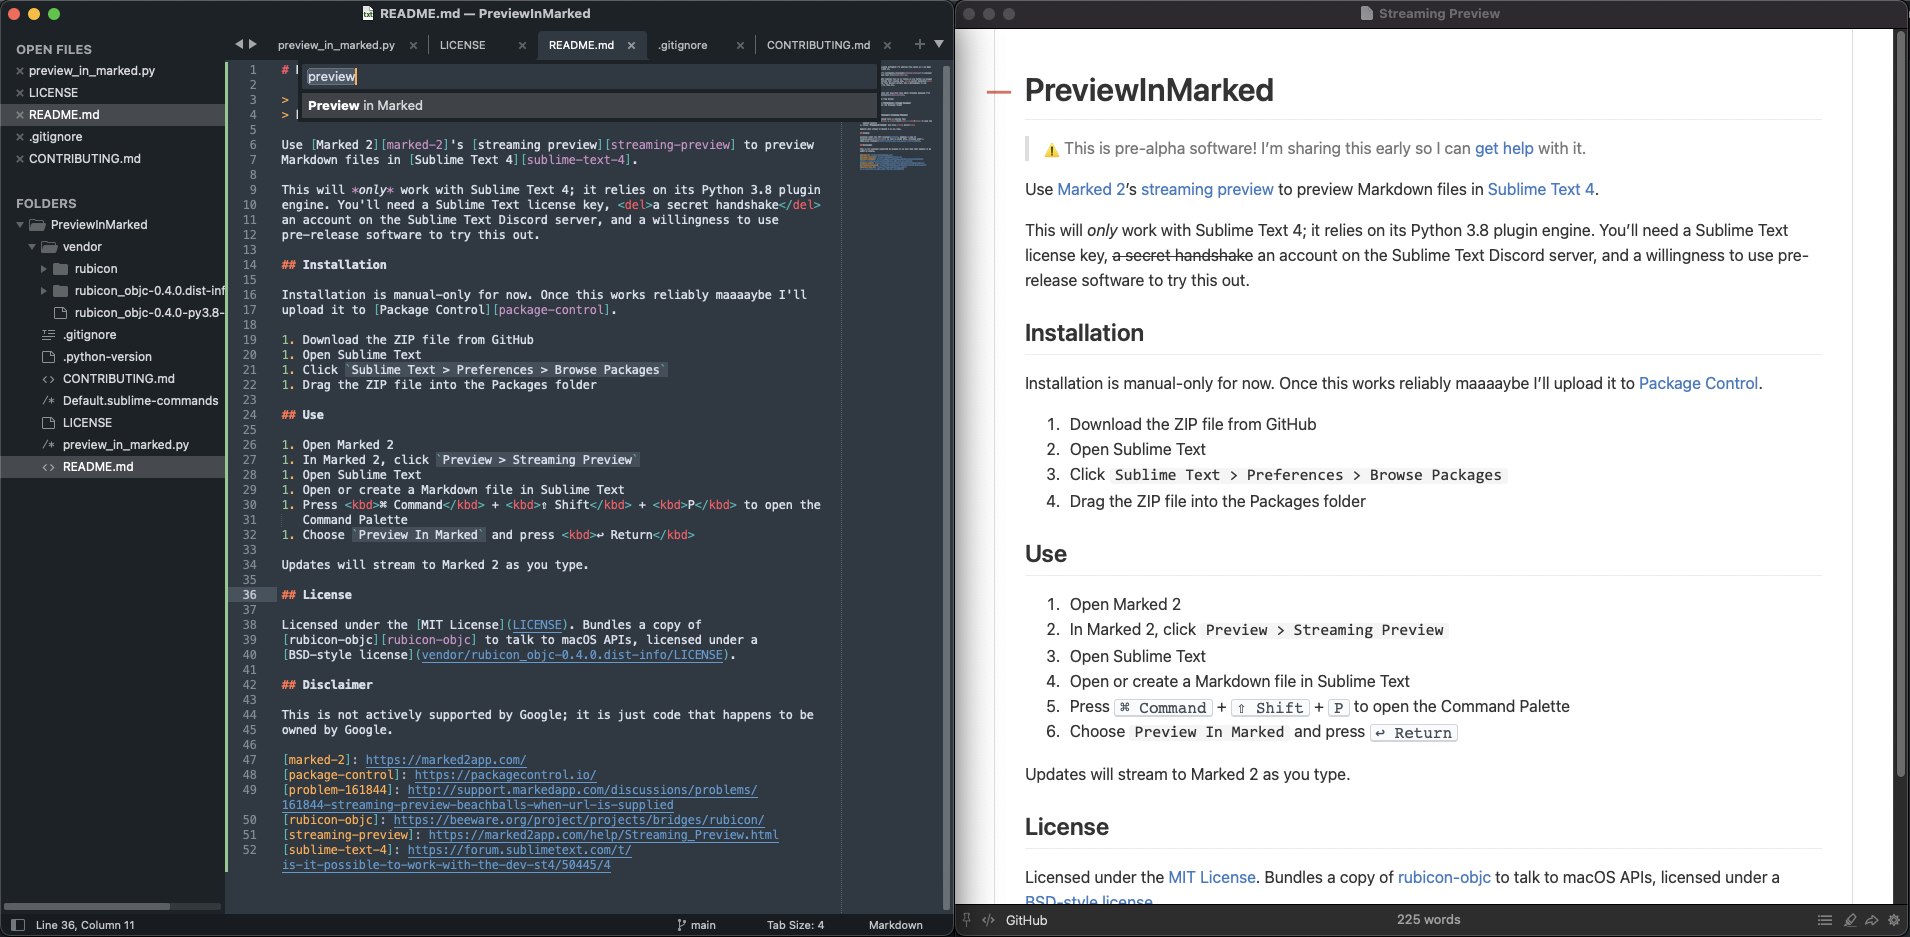 README.md — PreviewInMarked
OPEN FILES
preview_in_marked.py
LICENSE
README.md
.gitignore
CONTRIBUTING.md
FOLDERS
PreviewInMarked
vendor
rubicon
rubicon_objc-0.4.0.dist-inf
rubicon_objc-0.4.0-py3.8-
.gitignore
.python-version
CONTRIBUTING.md
Default.sublime-commands
LICENSE
preview_in_marked.py
README.md
preview_in_marked.py
LICENSE
README.md
.gitignore
CONTRIBUTING.md
preview
Preview in Marked
1 #
2
3 >
4 >
5
6 Use [Marked 2][marked-2]'s [streaming preview][streaming-preview] to preview
7 Markdown files in [Sublime Text 4][sublime-text-4].
8
9 This will *only* work with Sublime Text 4; it relies on its Python 3.8 plugin
10 engine. You'll need a Sublime Text license key, <del>a secret handshake</del>
11 an account on the Sublime Text Discord server, and a willingness to use
12 pre-release software to try this out.
13
14 ## Installation
15
16 Installation is manual-only for now. Once this works reliably maaaaybe I'll
17 upload it to [Package Control][package-control].
18
19 1. Download the ZIP file from GitHub
20 1. Open Sublime Text
21 1. Click `Sublime Text > Preferences > Browse Packages`
22 1. Drag the ZIP file into the Packages folder
23
24 ## Use
25
26 1. Open Marked 2
27 1. In Marked 2, click `Preview > Streaming Preview`
28 1. Open Sublime Text
29 1. Open or create a Markdown file in Sublime Text
30 1. Press <kbd>⌘ Command</kbd> + <kbd>⇧ Shift</kbd> + <kbd>P</kbd> to open the
31 Command Palette
32 1. Choose `Preview In Marked` and press <kbd>↩ Return</kbd>
33
34 Updates will stream to Marked 2 as you type.
35
36 ## License
37
38 Licensed under the [MIT License](LICENSE). Bundles a copy of
39 [rubicon-objc][rubicon-objc] to talk to macOS APIs, licensed under a
40 [BSD-style license](vendor/rubicon_objc-0.4.0.dist-info/LICENSE).
41
42 ## Disclaimer
43
44 This is not actively supported by Google; it is just code that happens to be
45 owned by Google.
46
47 [marked-2]: https://marked2app.com/
48 [package-control]: https://packagecontrol.io/
49 [problem-161844]: http://support.markedapp.com/discussions/problems/
161844-streaming-preview-beachballs-when-url-is-supplied
50 [rubicon-objc]: https://beeware.org/project/projects/bridges/rubicon/
51 [streaming-preview]: https://marked2app.com/help/Streaming_Preview.html
52 [sublime-text-4]: https://forum.sublimetext.com/t/
is-it-possible-to-work-with-the-dev-st4/50445/4
Line 36, Column 11
main
Tab Size: 4
Markdown
Streaming Preview
PreviewInMarked
⚠️ This is pre-alpha software! I’m sharing this early so I can get help with it.
Use Marked 2’s streaming preview to preview Markdown files in Sublime Text 4.
This will only work with Sublime Text 4; it relies on its Python 3.8 plugin engine. You’ll need a Sublime Text
license key, a secret handshake an account on the Sublime Text Discord server, and a willingness to use pre-
release software to try this out.
Installation
Installation is manual-only for now. Once this works reliably maaaaybe I’ll upload it to Package Control.
1. Download the ZIP file from GitHub
2. Open Sublime Text
3. Click Sublime Text > Preferences > Browse Packages
4. Drag the ZIP file into the Packages folder
Use
1. Open Marked 2
2. In Marked 2, click Preview > Streaming Preview
3. Open Sublime Text
4. Open or create a Markdown file in Sublime Text
5. Press ⌘ Command + ⇧ Shift + P to open the Command Palette
6. Choose Preview In Marked and press ↩ Return
Updates will stream to Marked 2 as you type.
License
Licensed under the MIT License. Bundles a copy of rubicon-objc to talk to macOS APIs, licensed under a
BSD-style license
GitHub
225 words